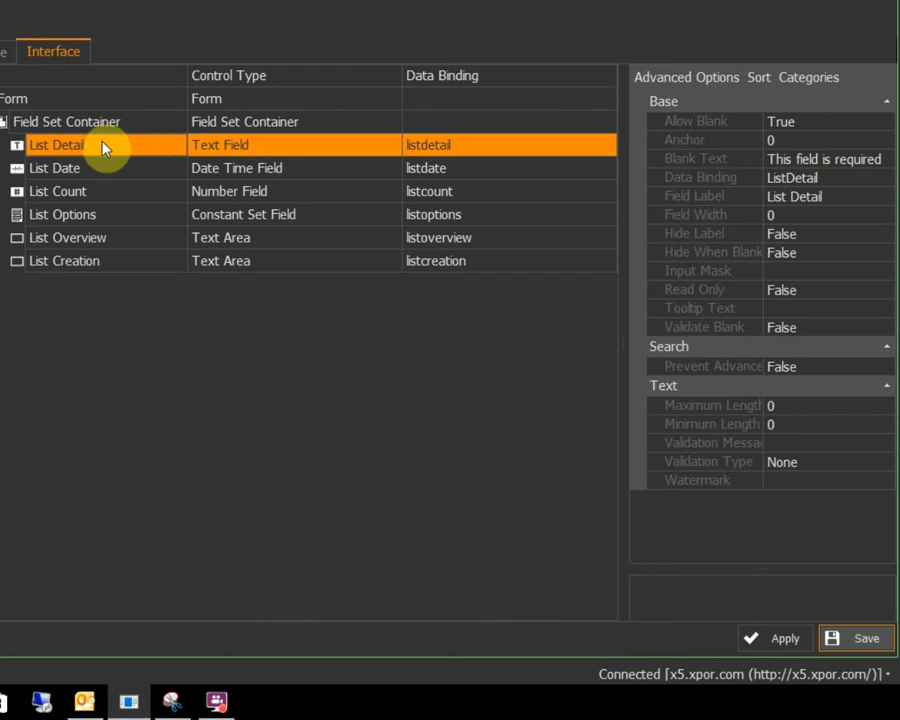 e Interface
Control Type Data Binding
Form Form
Field Set Container Field Set Container
List Detail Text Field listdetail
List Date Date Time Field listdate
List Count Number Field listcount
List Options Constant Set Field listoptions
List Overview Text Area listoverview
List Creation Text Area listcreation
Advanced Options Sort Categories
Base
Allow Blank True
Anchor 0
Blank Text This field is required
Data Binding ListDetail
Field Label List Detail
Field Width 0
Hide Label False
Hide When Blank False
Input Mask
Read Only False
Tooltip Text
Validate Blank False
Search
Prevent Advance False
Text
Maximum Length 0
Minimum Length 0
Validation Messa
Validation Type None
Watermark
Apply Save
Connected [x5.xpor.com (http://x5.xpor.com/)]